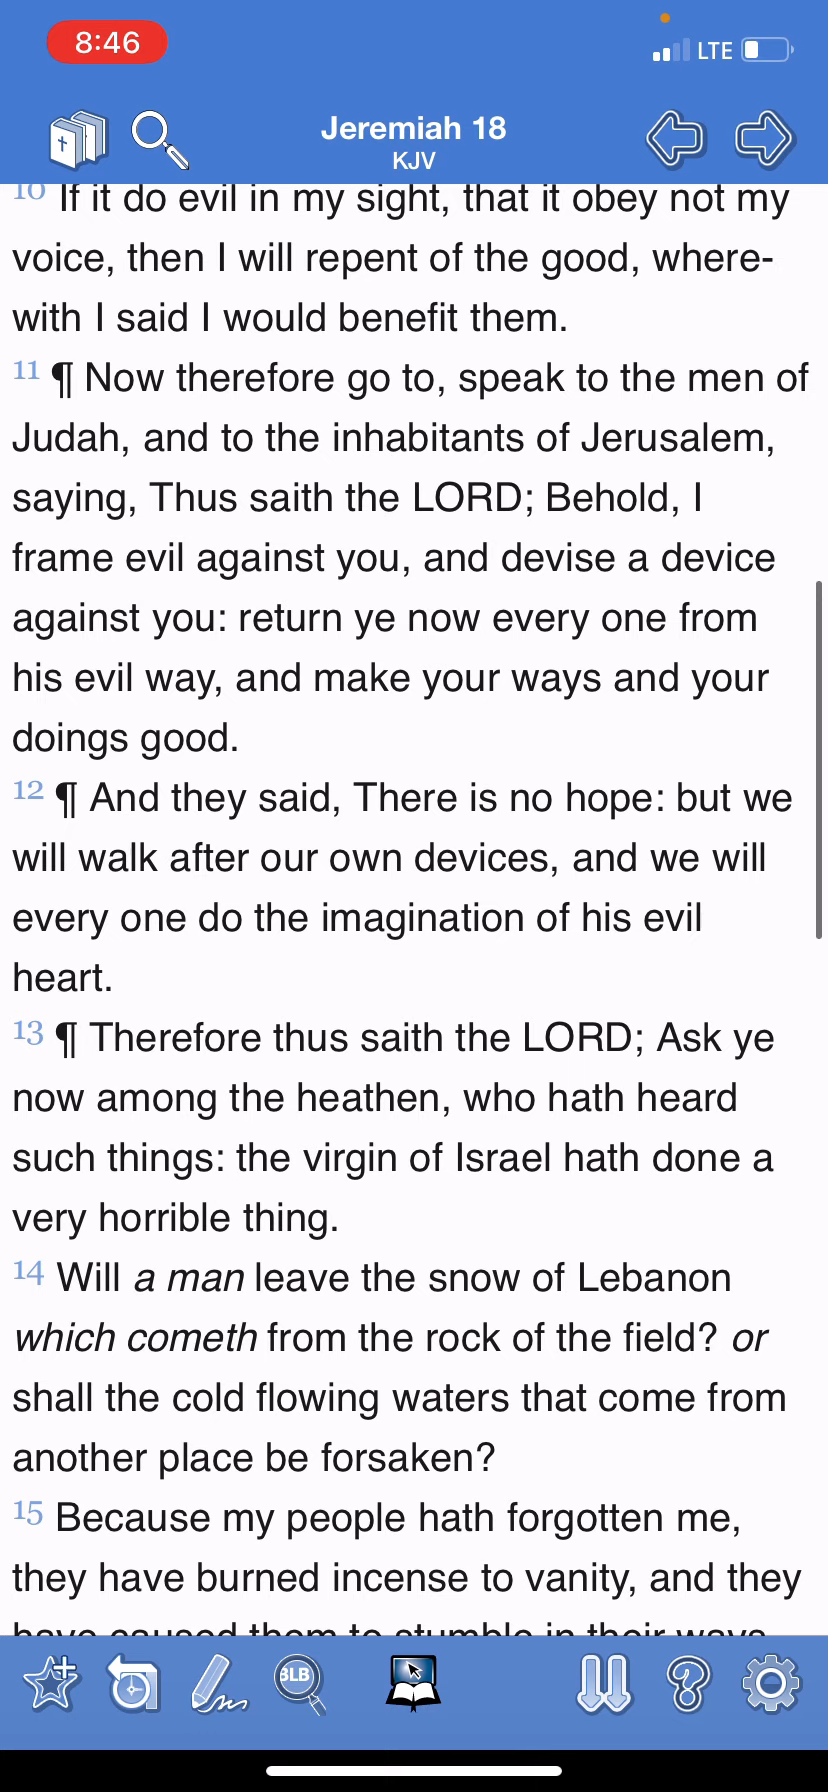 8:46
LTE
Jeremiah 18
KJV
10 If it do evil in my sight, that it obey not my
voice, then I will repent of the good, where-
with I said I would benefit them.
11 ¶ Now therefore go to, speak to the men of
Judah, and to the inhabitants of Jerusalem,
saying, Thus saith the LORD; Behold, I
frame evil against you, and devise a device
against you: return ye now every one from
his evil way, and make your ways and your
doings good.
12 ¶ And they said, There is no hope: but we
will walk after our own devices, and we will
every one do the imagination of his evil
heart.
13 ¶ Therefore thus saith the LORD; Ask ye
now among the heathen, who hath heard
such things: the virgin of Israel hath done a
very horrible thing.
14 Will a man leave the snow of Lebanon
which cometh from the rock of the field? or
shall the cold flowing waters that come from
another place be forsaken?
15 Because my people hath forgotten me,
they have burned incense to vanity, and they
have caused them to stumble in their ways
BLB